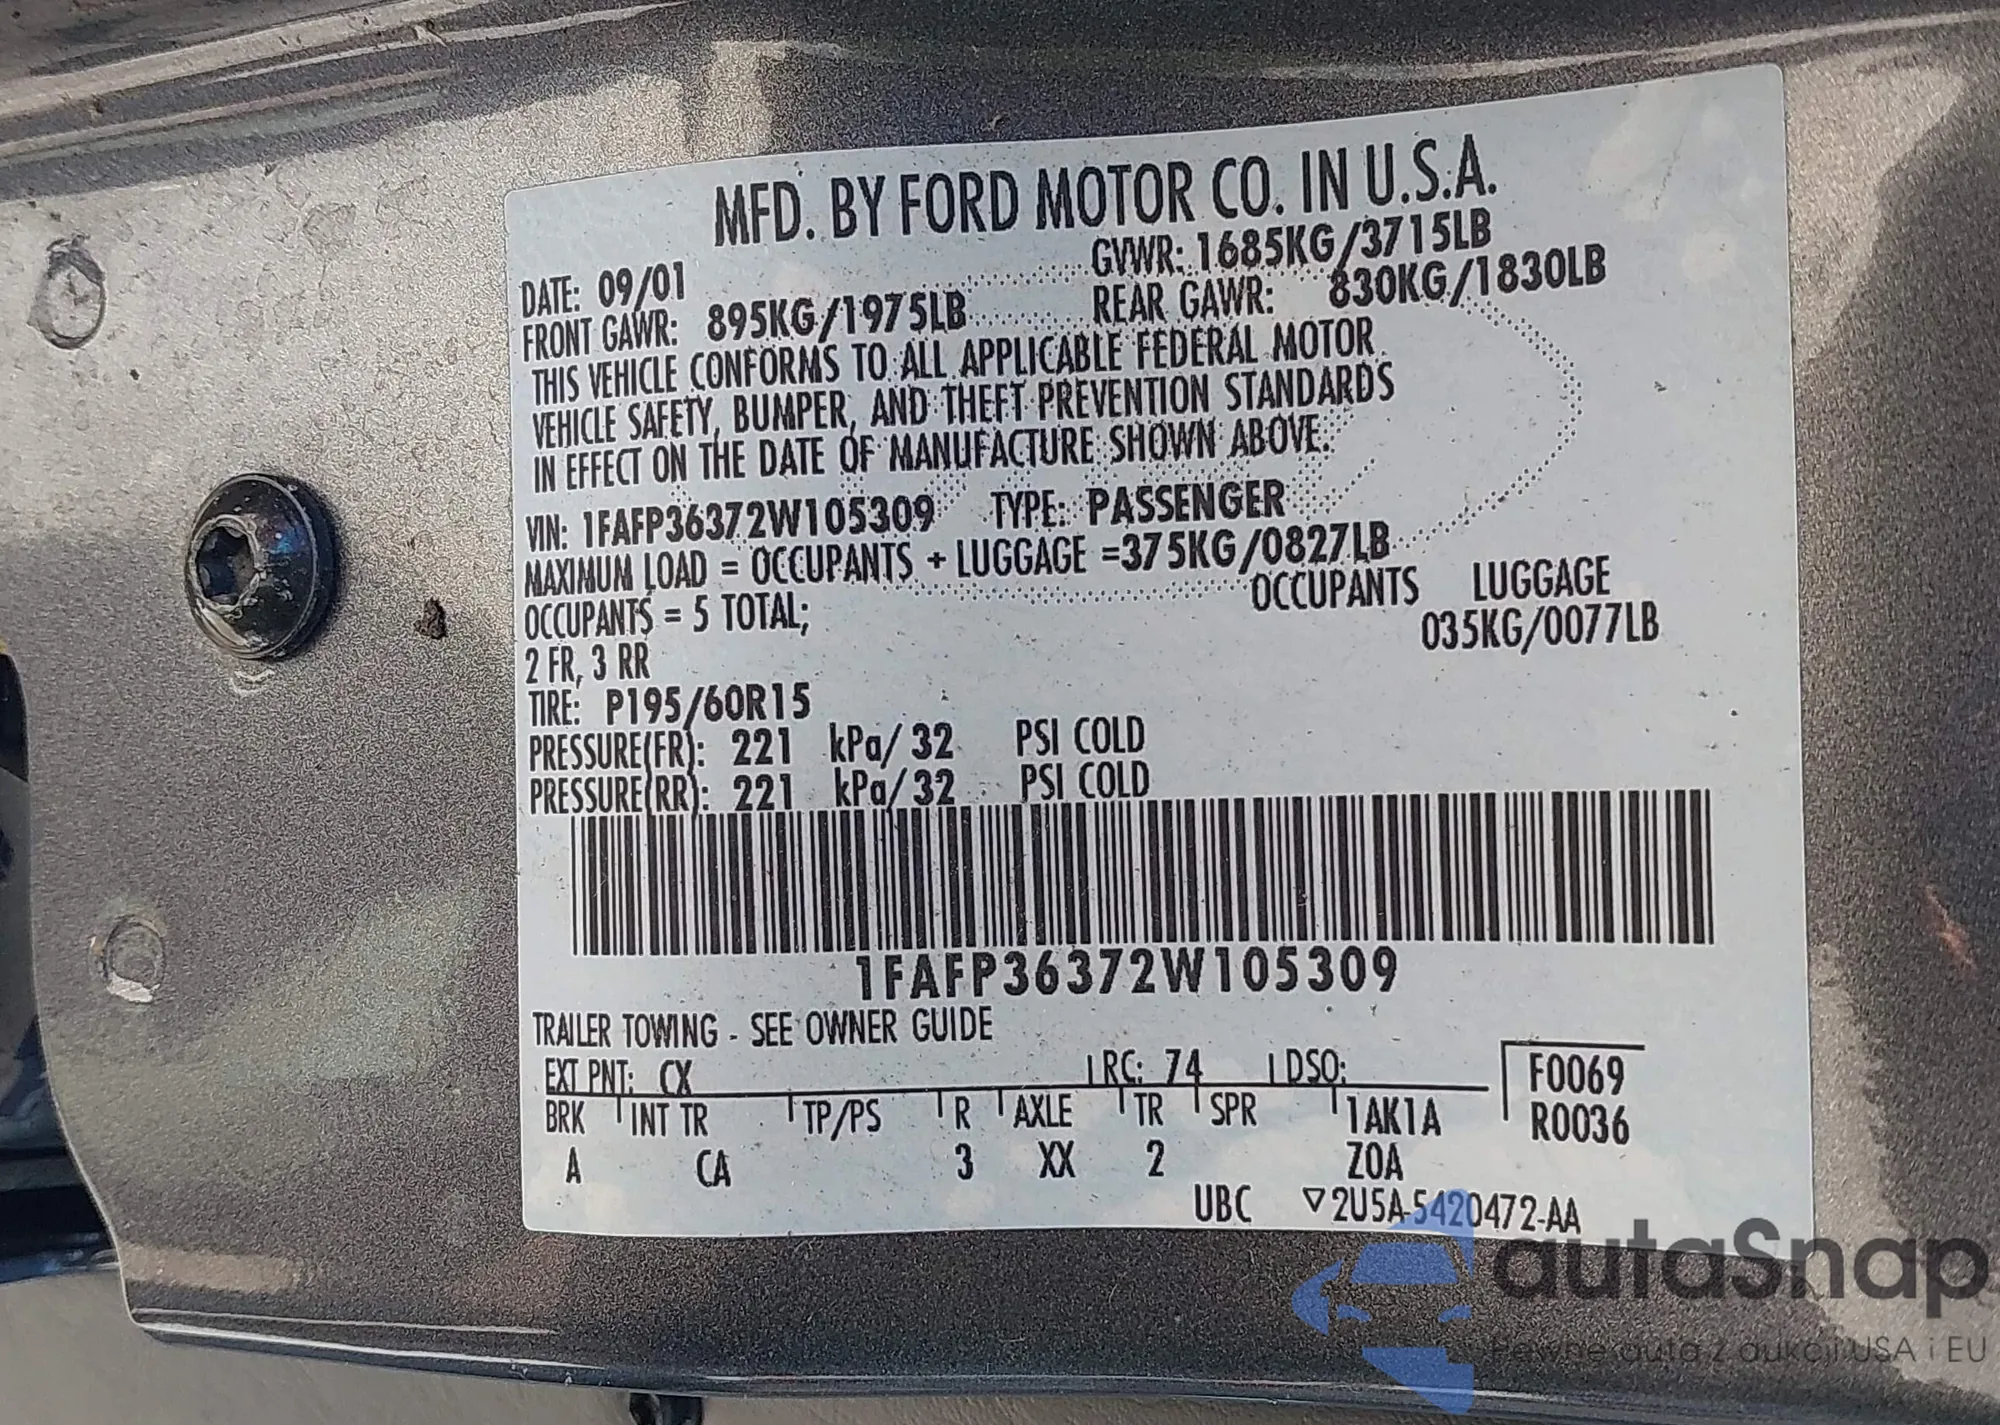 MFD. BY FORD MOTOR CO. IN U.S.A.
DATE: 09/01 GVWR: 1685KG/3715LB
FRONT GAWR: 895KG/1975LB REAR GAWR: 830KG/1830LB
THIS VEHICLE CONFORMS TO ALL APPLICABLE FEDERAL MOTOR
VEHICLE SAFETY, BUMPER, AND THEFT PREVENTION STANDARDS
IN EFFECT ON THE DATE OF MANUFACTURE SHOWN ABOVE.
VIN: 1FAFP36372W105309 TYPE: PASSENGER
MAXIMUM LOAD = OCCUPANTS + LUGGAGE =375KG/0827LB
OCCUPANTS = 5 TOTAL; OCCUPANTS LUGGAGE
2 FR, 3 RR 035KG/0077LB
TIRE: P195/60R15
PRESSURE(FR): 221 kPa/32 PSI COLD
PRESSURE(RR): 221 kPa/32 PSI COLD
1FAFP36372W105309
TRAILER TOWING - SEE OWNER GUIDE
EXT PNT: CX RC: 74 DSO: F0069
BRK INT TR TP/PS R AXLE TR SPR 1AK1A R0036
A CA 3 XX 2 Z0A
UBC ▽2U5A-5420472-AA
autaSnap
Pewne auta z aukcji USA i EU